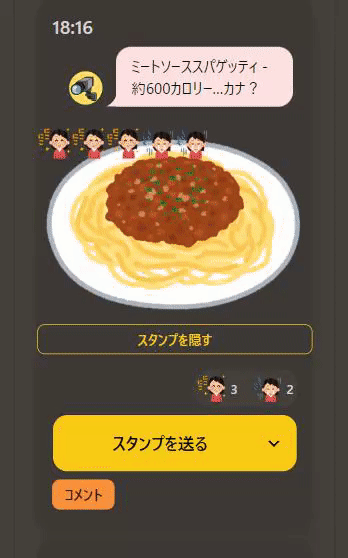 18:16
ミートソーススパゲッティ -
約600カロリー…カナ？
スタンプを隠す
3
2
スタンプを送る
コメント